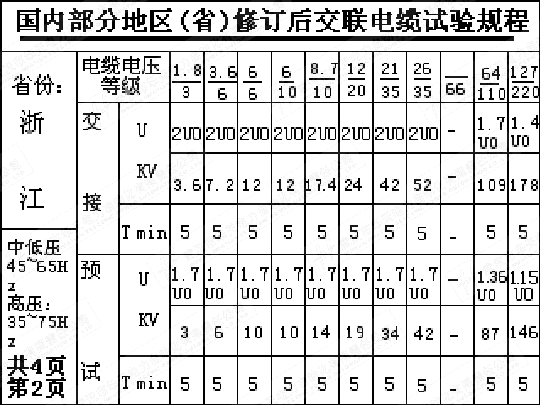 国内部分地区(省)修订后交联电缆试验规程
省份: 电缆电压等级 1.8/3 3.6/6 6/6 6/10 8.7/10 12/20 21/35 26/35 /66 64/110 127/220
浙江 交接 U 2U0 2U0 2U0 2U0 2U0 2U0 2U0 2U0 - 1.7U0 1.4U0
KV 3.6 7.2 12 12 17.4 24 42 52 - 109 178
Tmin 5 5 5 5 5 5 5 5 - 5 5
中低压
45~65Hz
高压:
35~75Hz
预试 U 1.7U0 1.7U0 1.7U0 1.7U0 1.7U0 1.7U0 1.7U0 1.7U0 - 1.36U0 1.15U0
KV 3 6 10 10 14 19 34 42 - 87 146
Tmin 5 5 5 5 5 5 5 5 - 5 5
共4页
第2页